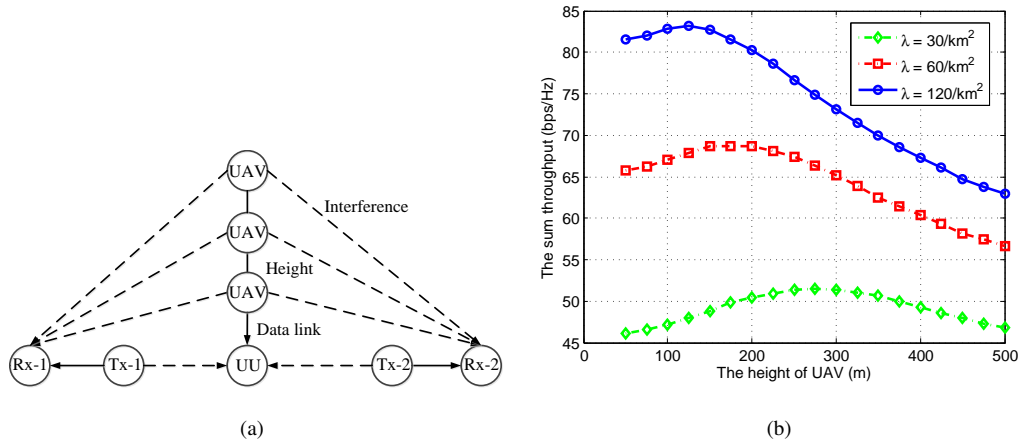 UAV
Interference
UAV
Height
UAV
Data link
Rx-1 Tx-1 UU Tx-2 Rx-2
(a)
85
80
75
70
65
60
55
50
45
0 100 200 300 400 500
The sum throughput (bps/Hz)
The height of UAV (m)
λ = 30/km²
λ = 60/km²
λ = 120/km²
(b)